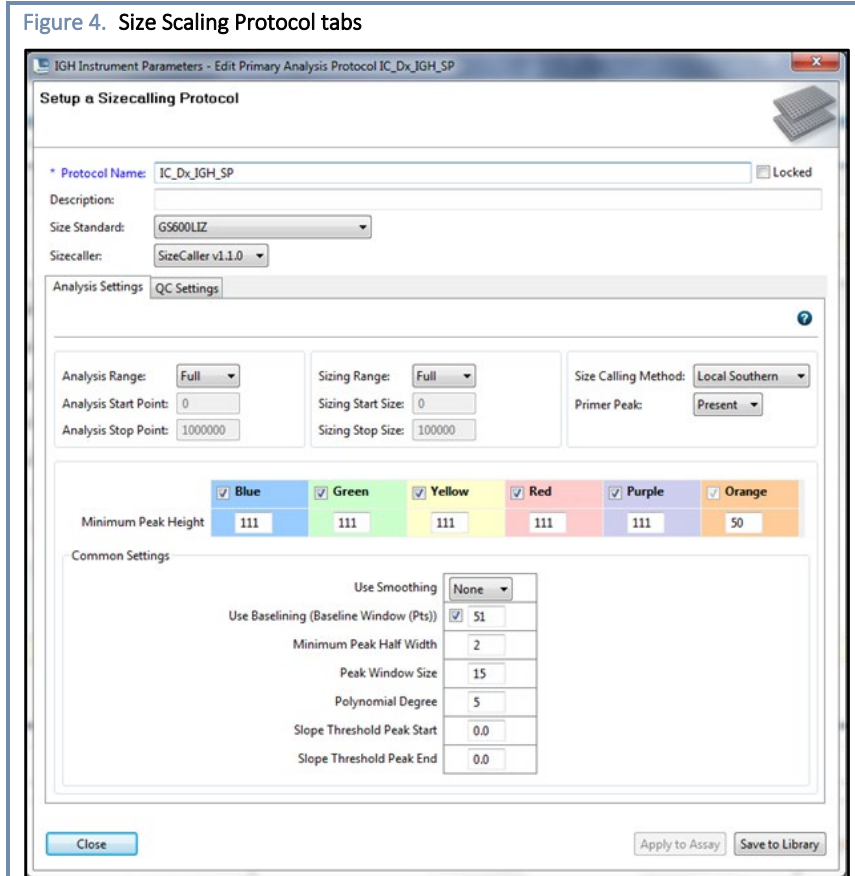 Figure 4. Size Scaling Protocol tabs
IGH Instrument Parameters - Edit Primary Analysis Protocol IC_Dx_IGH_SP
Setup a Sizecalling Protocol
* Protocol Name: IC_Dx_IGH_SP Locked
Description:
Size Standard: GS600LIZ
Sizecaller: SizeCaller v1.1.0
Analysis Settings QC Settings
?
Analysis Range: Full Sizing Range: Full Size Calling Method: Local Southern
Analysis Start Point: 0 Sizing Start Size: 0 Primer Peak: Present
Analysis Stop Point: 1000000 Sizing Stop Size: 100000
Blue Green Yellow Red Purple Orange
Minimum Peak Height 111 111 111 111 111 50
Common Settings
Use Smoothing None
Use Baselining (Baseline Window (Pts)) 51
Minimum Peak Half Width 2
Peak Window Size 15
Polynomial Degree 5
Slope Threshold Peak Start 0.0
Slope Threshold Peak End 0.0
Close Apply to Assay Save to Library